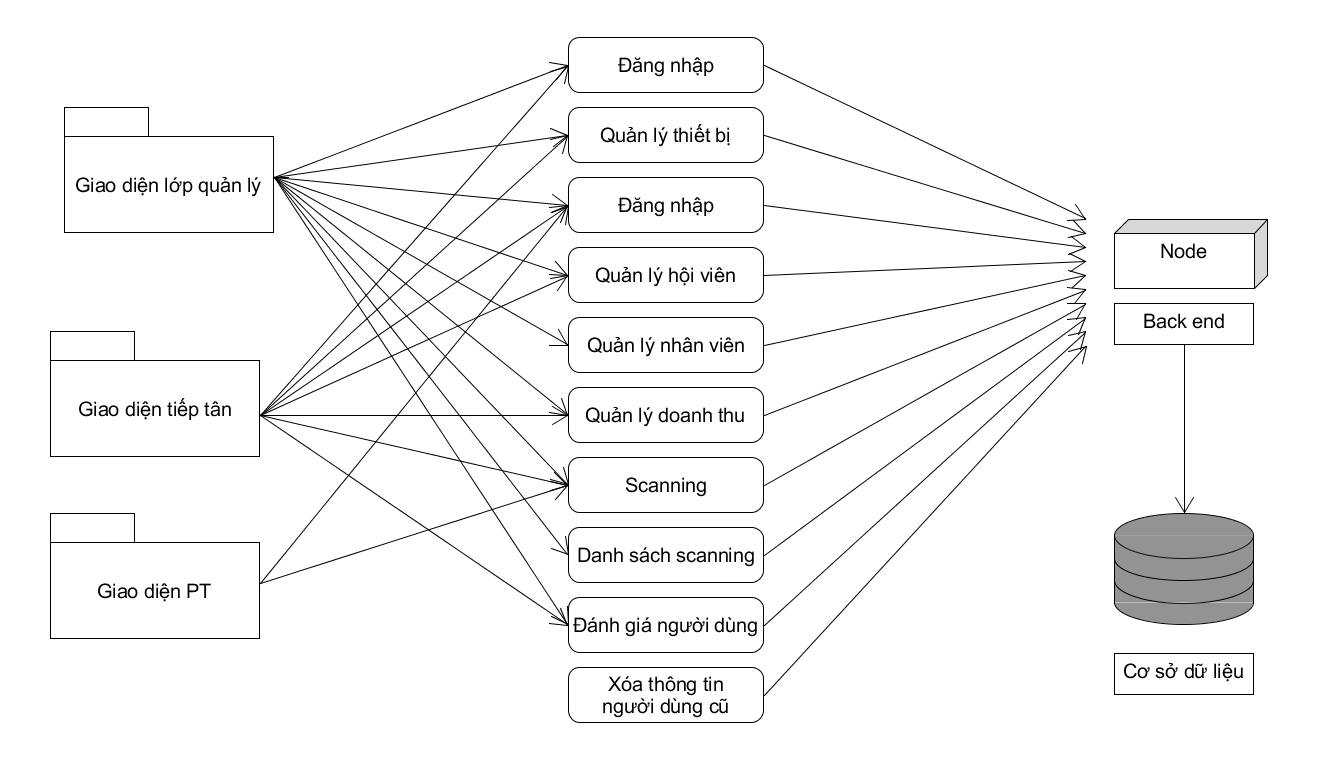 Giao diện lớp quản lý
Giao diện tiếp tân
Giao diện PT
Đăng nhập
Quản lý thiết bị
Đăng nhập
Quản lý hội viên
Quản lý nhân viên
Quản lý doanh thu
Scanning
Danh sách scanning
Đánh giá người dùng
Xóa thông tin
người dùng cũ
Node
Back end
Cơ sở dữ liệu